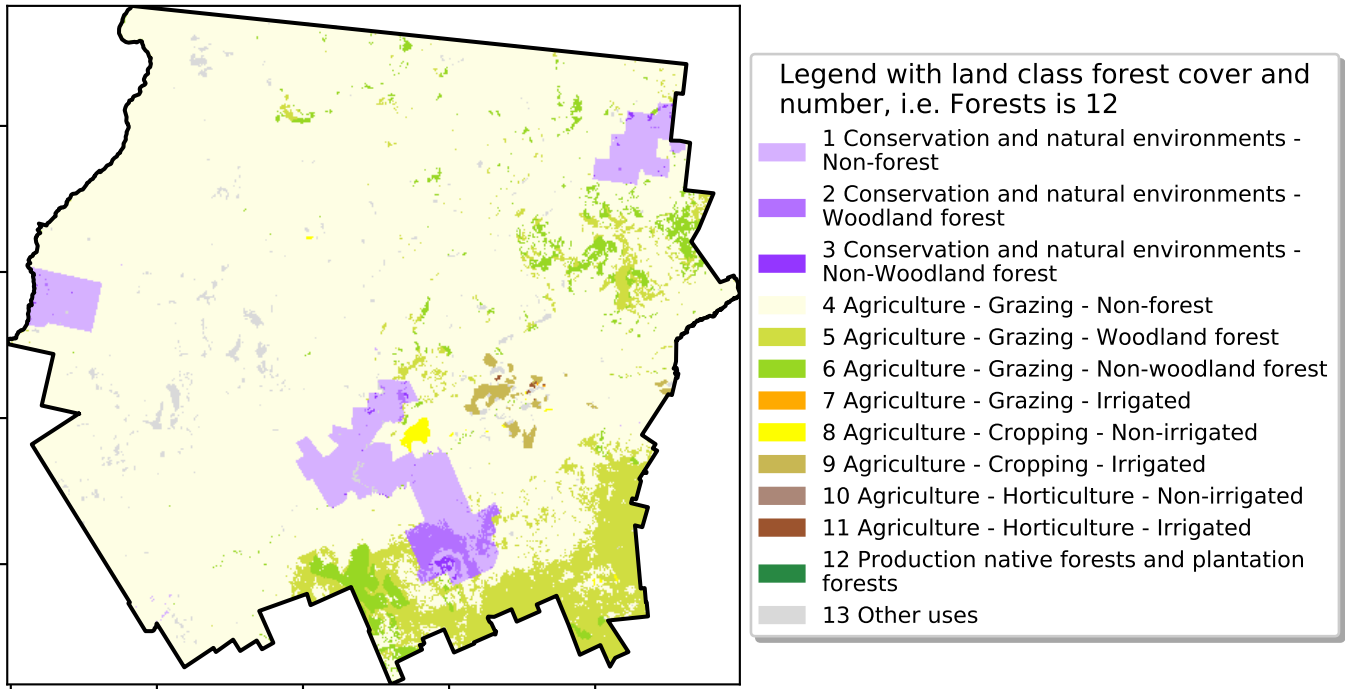 Legend with land class forest cover and
number, i.e. Forests is 12
1 Conservation and natural environments -
Non-forest
2 Conservation and natural environments -
Woodland forest
3 Conservation and natural environments -
Non-Woodland forest
4 Agriculture - Grazing - Non-forest
5 Agriculture - Grazing - Woodland forest
6 Agriculture - Grazing - Non-woodland forest
7 Agriculture - Grazing - Irrigated
8 Agriculture - Cropping - Non-irrigated
9 Agriculture - Cropping - Irrigated
10 Agriculture - Horticulture - Non-irrigated
11 Agriculture - Horticulture - Irrigated
12 Production native forests and plantation
forests
13 Other uses